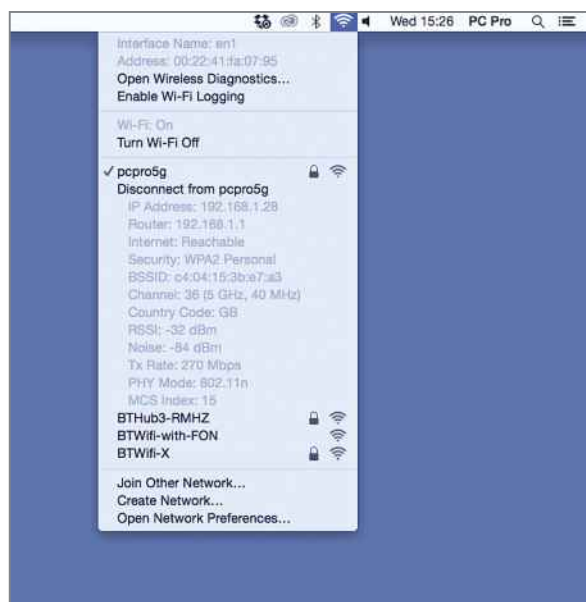 Wed 15:26 PC Pro
Interface Name: en1
Address: 00:22:41:fa:07:95
Open Wireless Diagnostics...
Enable Wi-Fi Logging
Wi-Fi: On
Turn Wi-Fi Off
✓ pcpro5g
Disconnect from pcpro5g
IP Address: 192.168.1.28
Router: 192.168.1.1
Internet: Reachable
Security: WPA2 Personal
BSSID: c4:04:15:3b:e7:a3
Channel: 36 (5 GHz, 40 MHz)
Country Code: GB
RSSI: -32 dBm
Noise: -84 dBm
Tx Rate: 270 Mbps
PHY Mode: 802.11n
MCS Index: 15
BTHub3-RMHZ
BTWifi-with-FON
BTWifi-X
Join Other Network...
Create Network...
Open Network Preferences...